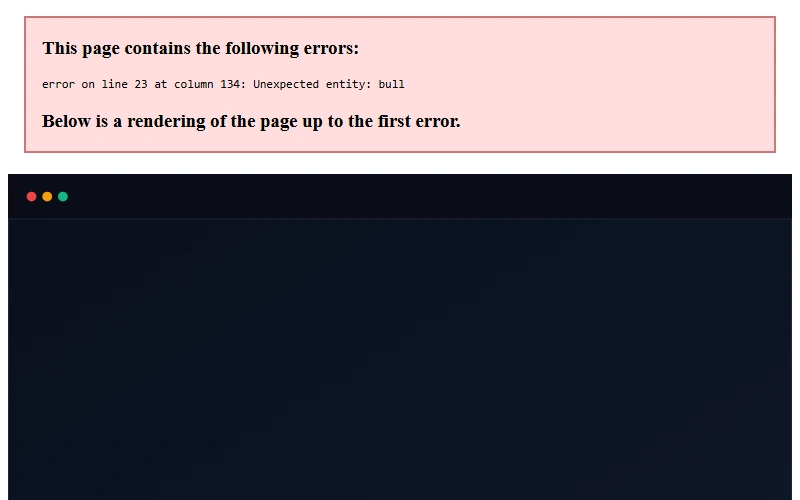 This page contains the following errors:
error on line 23 at column 134: Unexpected entity: bull
Below is a rendering of the page up to the first error.